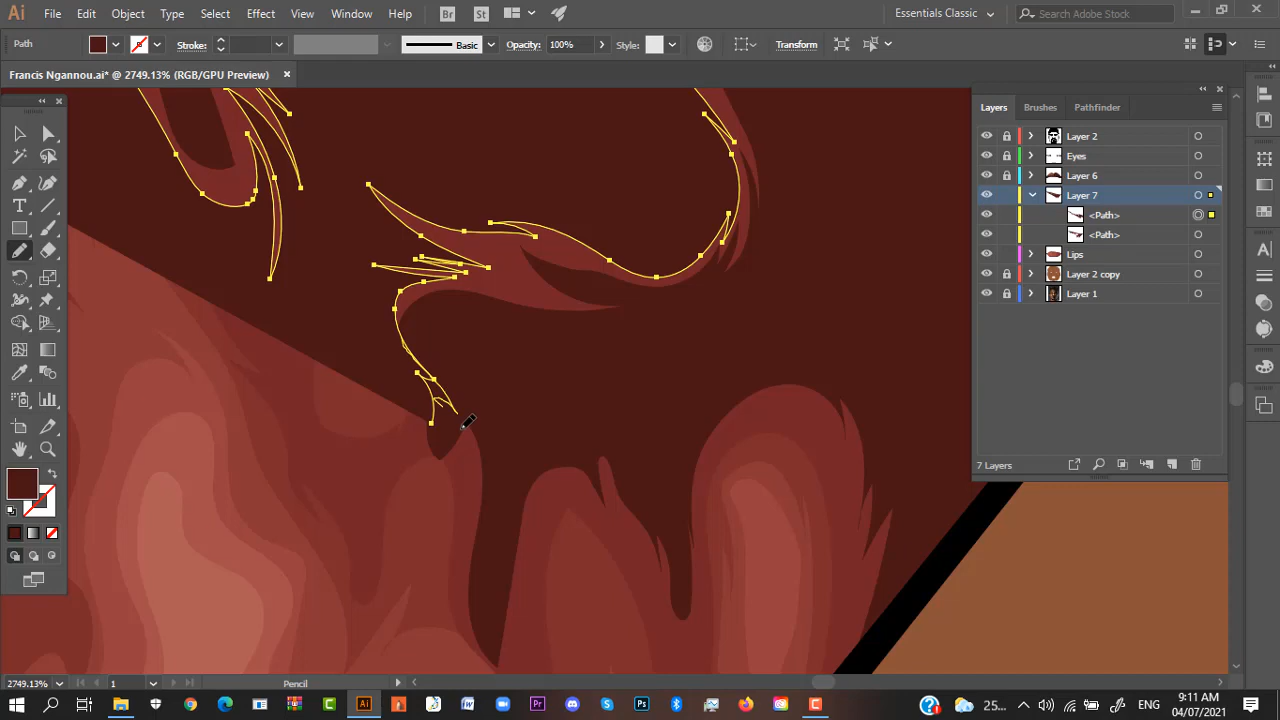 Ai File Edit Object Type Select Effect View Window Help Br St Essentials Classic Search Adobe Stock
Path Stroke: Basic Opacity: 100% Style: Transform
Francis Ngannou.ai* @ 2749.13% (RGB/GPU Preview)
Layers Brushes Pathfinder
Layer 2
Eyes
Layer 6
Layer 7
<Path>
<Path>
Lips
Layer 2 copy
Layer 1
7 Layers
2749.13% 1 Pencil
25... ENG 9:11 AM
04/07/2021